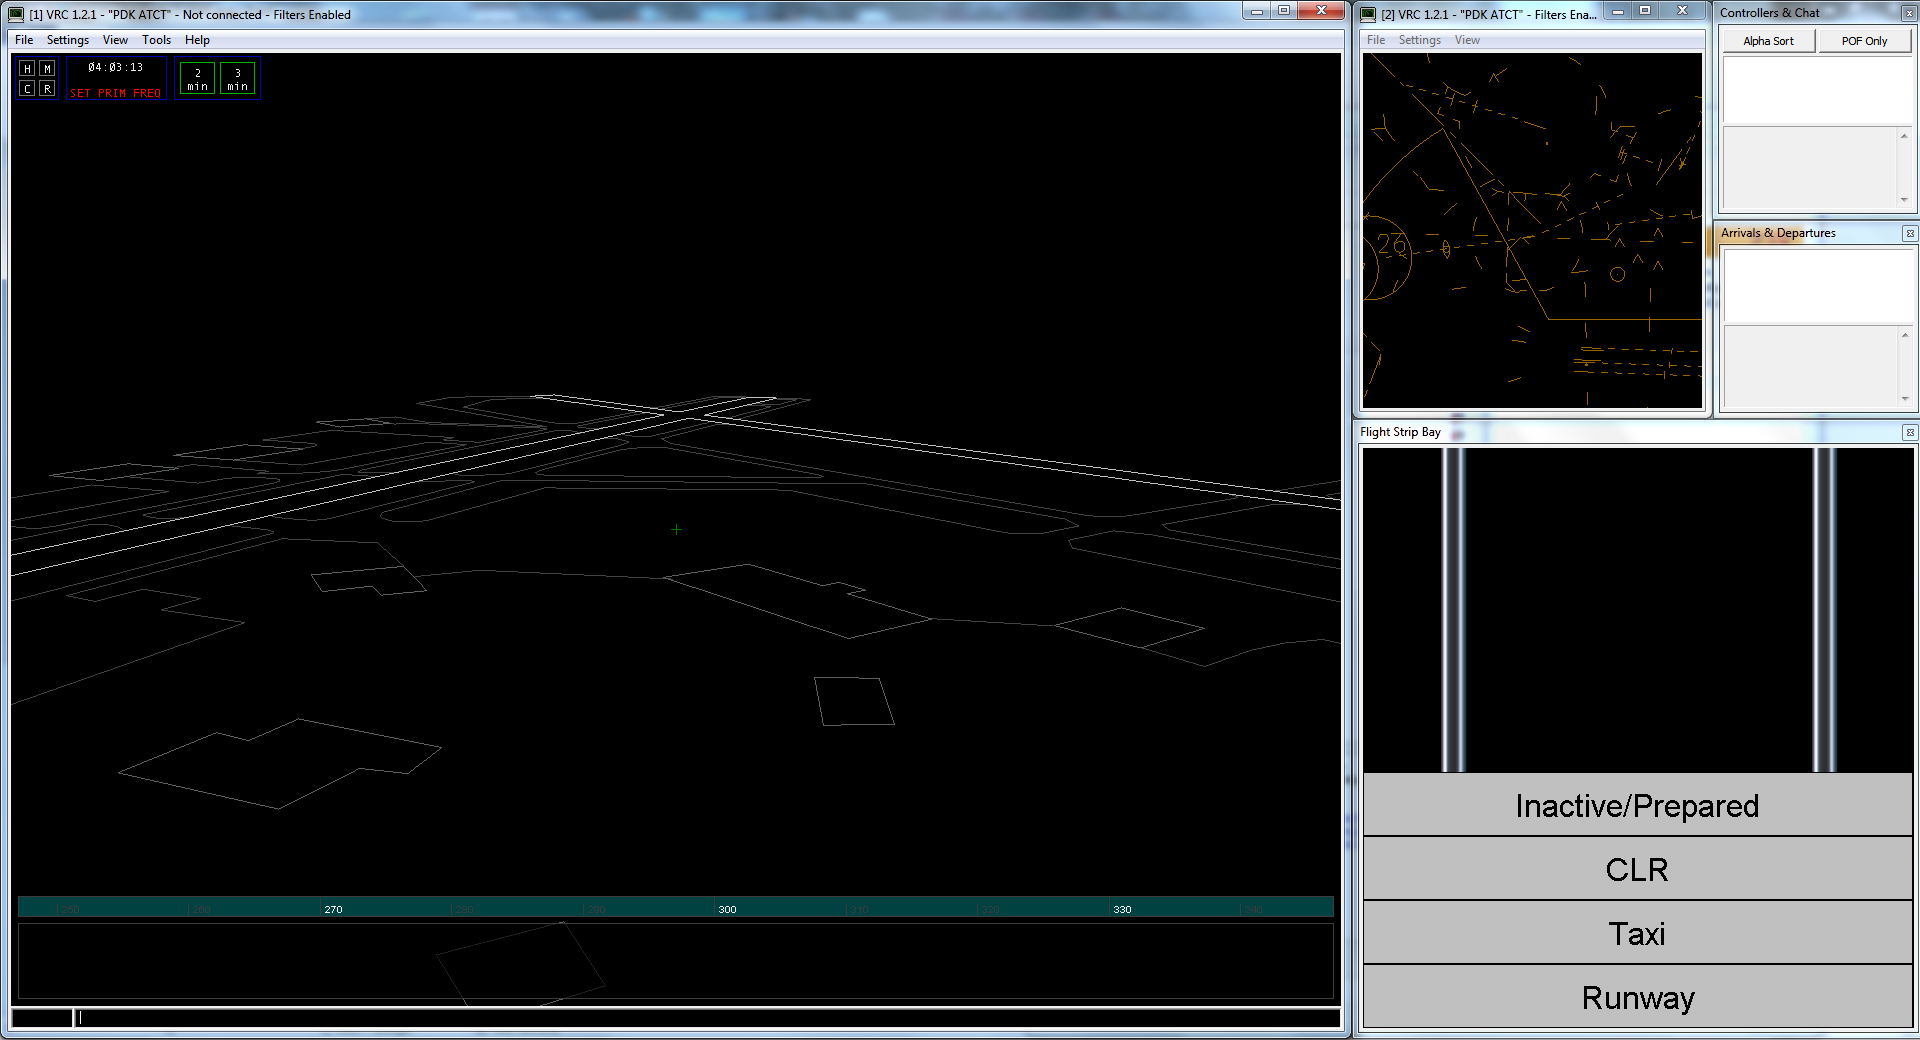 [1] VRC 1.2.1 - "PDK ATCT" - Not connected - Filters Enabled
File Settings View Tools Help
H M
C R
04:03:13
SET PRIM FREQ
2 min
3 min
250 260 270 280 290 300 310 320 330 340
[2] VRC 1.2.1 - "PDK ATCT" - Filters Ena...
File Settings View
26
Controllers & Chat
Alpha Sort
POF Only
Arrivals & Departures
Flight Strip Bay
Inactive/Prepared
CLR
Taxi
Runway